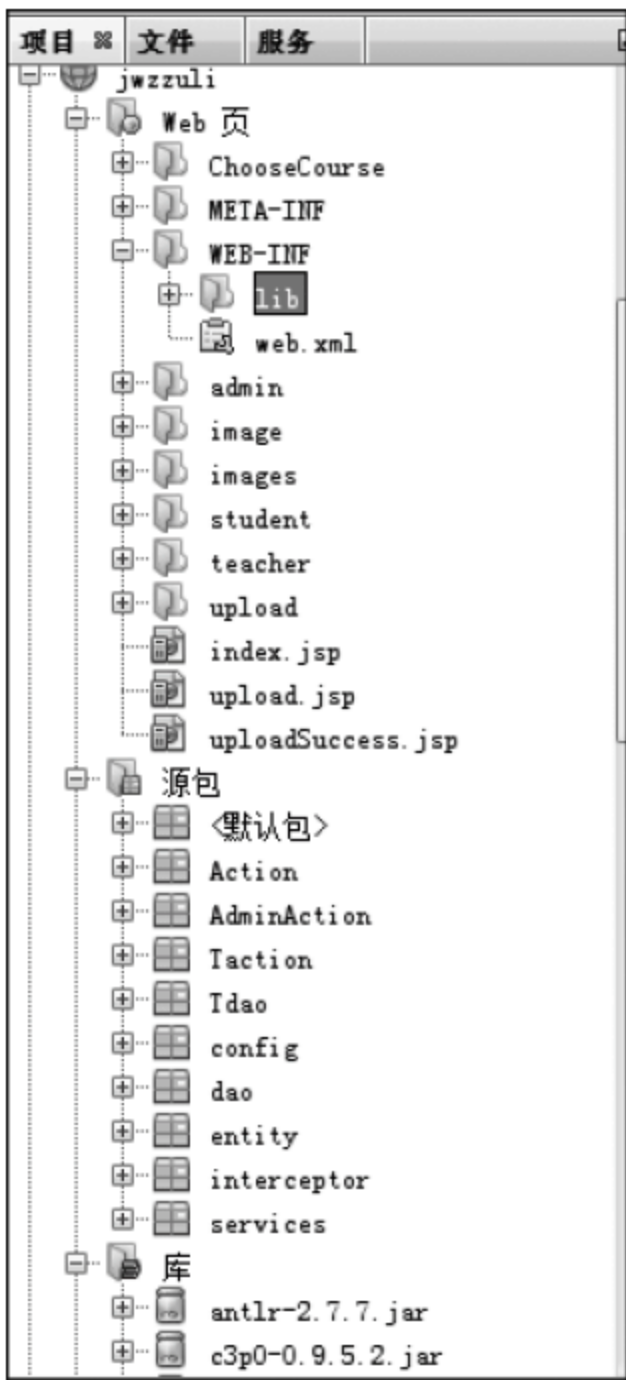 项目 文件 服务
jwzzuli
Web 页
ChooseCourse
META-INF
WEB-INF
lib
web.xml
admin
image
images
student
teacher
upload
index.jsp
upload.jsp
uploadSuccess.jsp
源包
<默认包>
Action
AdminAction
Taction
Tdao
config
dao
entity
interceptor
services
库
antlr-2.7.7.jar
c3p0-0.9.5.2.jar